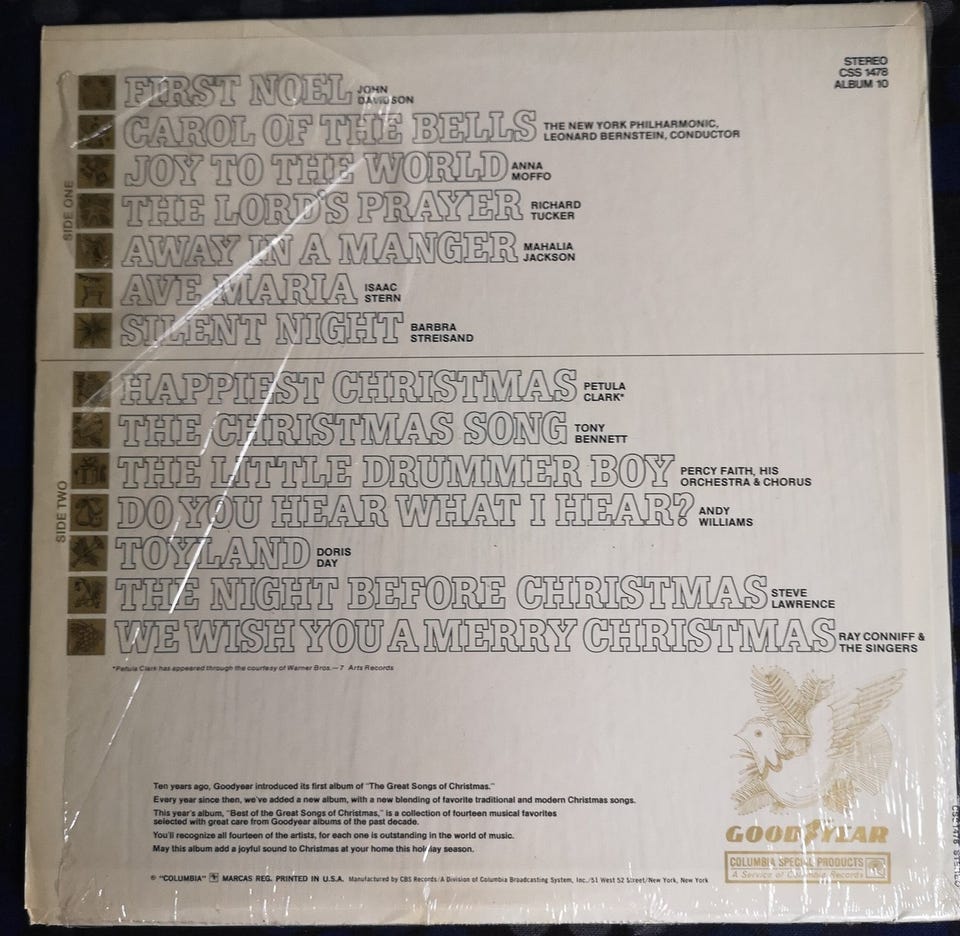 STEREO
CSS 1478
ALBUM 10
SIDE ONE
FIRST NOEL JOHN
DAVIDSON
CAROL OF THE BELLS THE NEW YORK PHILHARMONIC,
LEONARD BERNSTEIN, CONDUCTOR
JOY TO THE WORLD ANNA
MOFFO
THE LORD'S PRAYER RICHARD
TUCKER
AWAY IN A MANGER MAHALIA
JACKSON
AVE MARIA ISAAC
STERN
SILENT NIGHT BARBRA
STREISAND
SIDE TWO
HAPPIEST CHRISTMAS PETULA
CLARK*
THE CHRISTMAS SONG TONY
BENNETT
THE LITTLE DRUMMER BOY PERCY FAITH, HIS
ORCHESTRA & CHORUS
DO YOU HEAR WHAT I HEAR? ANDY
WILLIAMS
TOYLAND DORIS
DAY
THE NIGHT BEFORE CHRISTMAS STEVE
LAWRENCE
WE WISH YOU A MERRY CHRISTMAS RAY CONNIFF &
THE SINGERS
*Petula Clark has appeared through the courtesy of Warner Bros.—7 Arts Records
Ten years ago, Goodyear introduced its first album of "The Great Songs of Christmas."
Every year since then, we've added a new album, with a new blending of favorite traditional and modern Christmas songs.
This year's album, "Best of the Great Songs of Christmas," is a collection of fourteen musical favorites
selected with great care from Goodyear albums of the past decade.
You'll recognize all fourteen of the artists, for each one is outstanding in the world of music.
May this album add a joyful sound to Christmas at your home this holiday season.
® "COLUMBIA" MARCAS REG. PRINTED IN U.S.A. Manufactured by CBS Records/A Division of Columbia Broadcasting System, Inc./51 West 52 Street/New York, New York
GOODYEAR
COLUMBIA SPECIAL PRODUCTS
A Service of Columbia Records
CSS 1478 STEREO